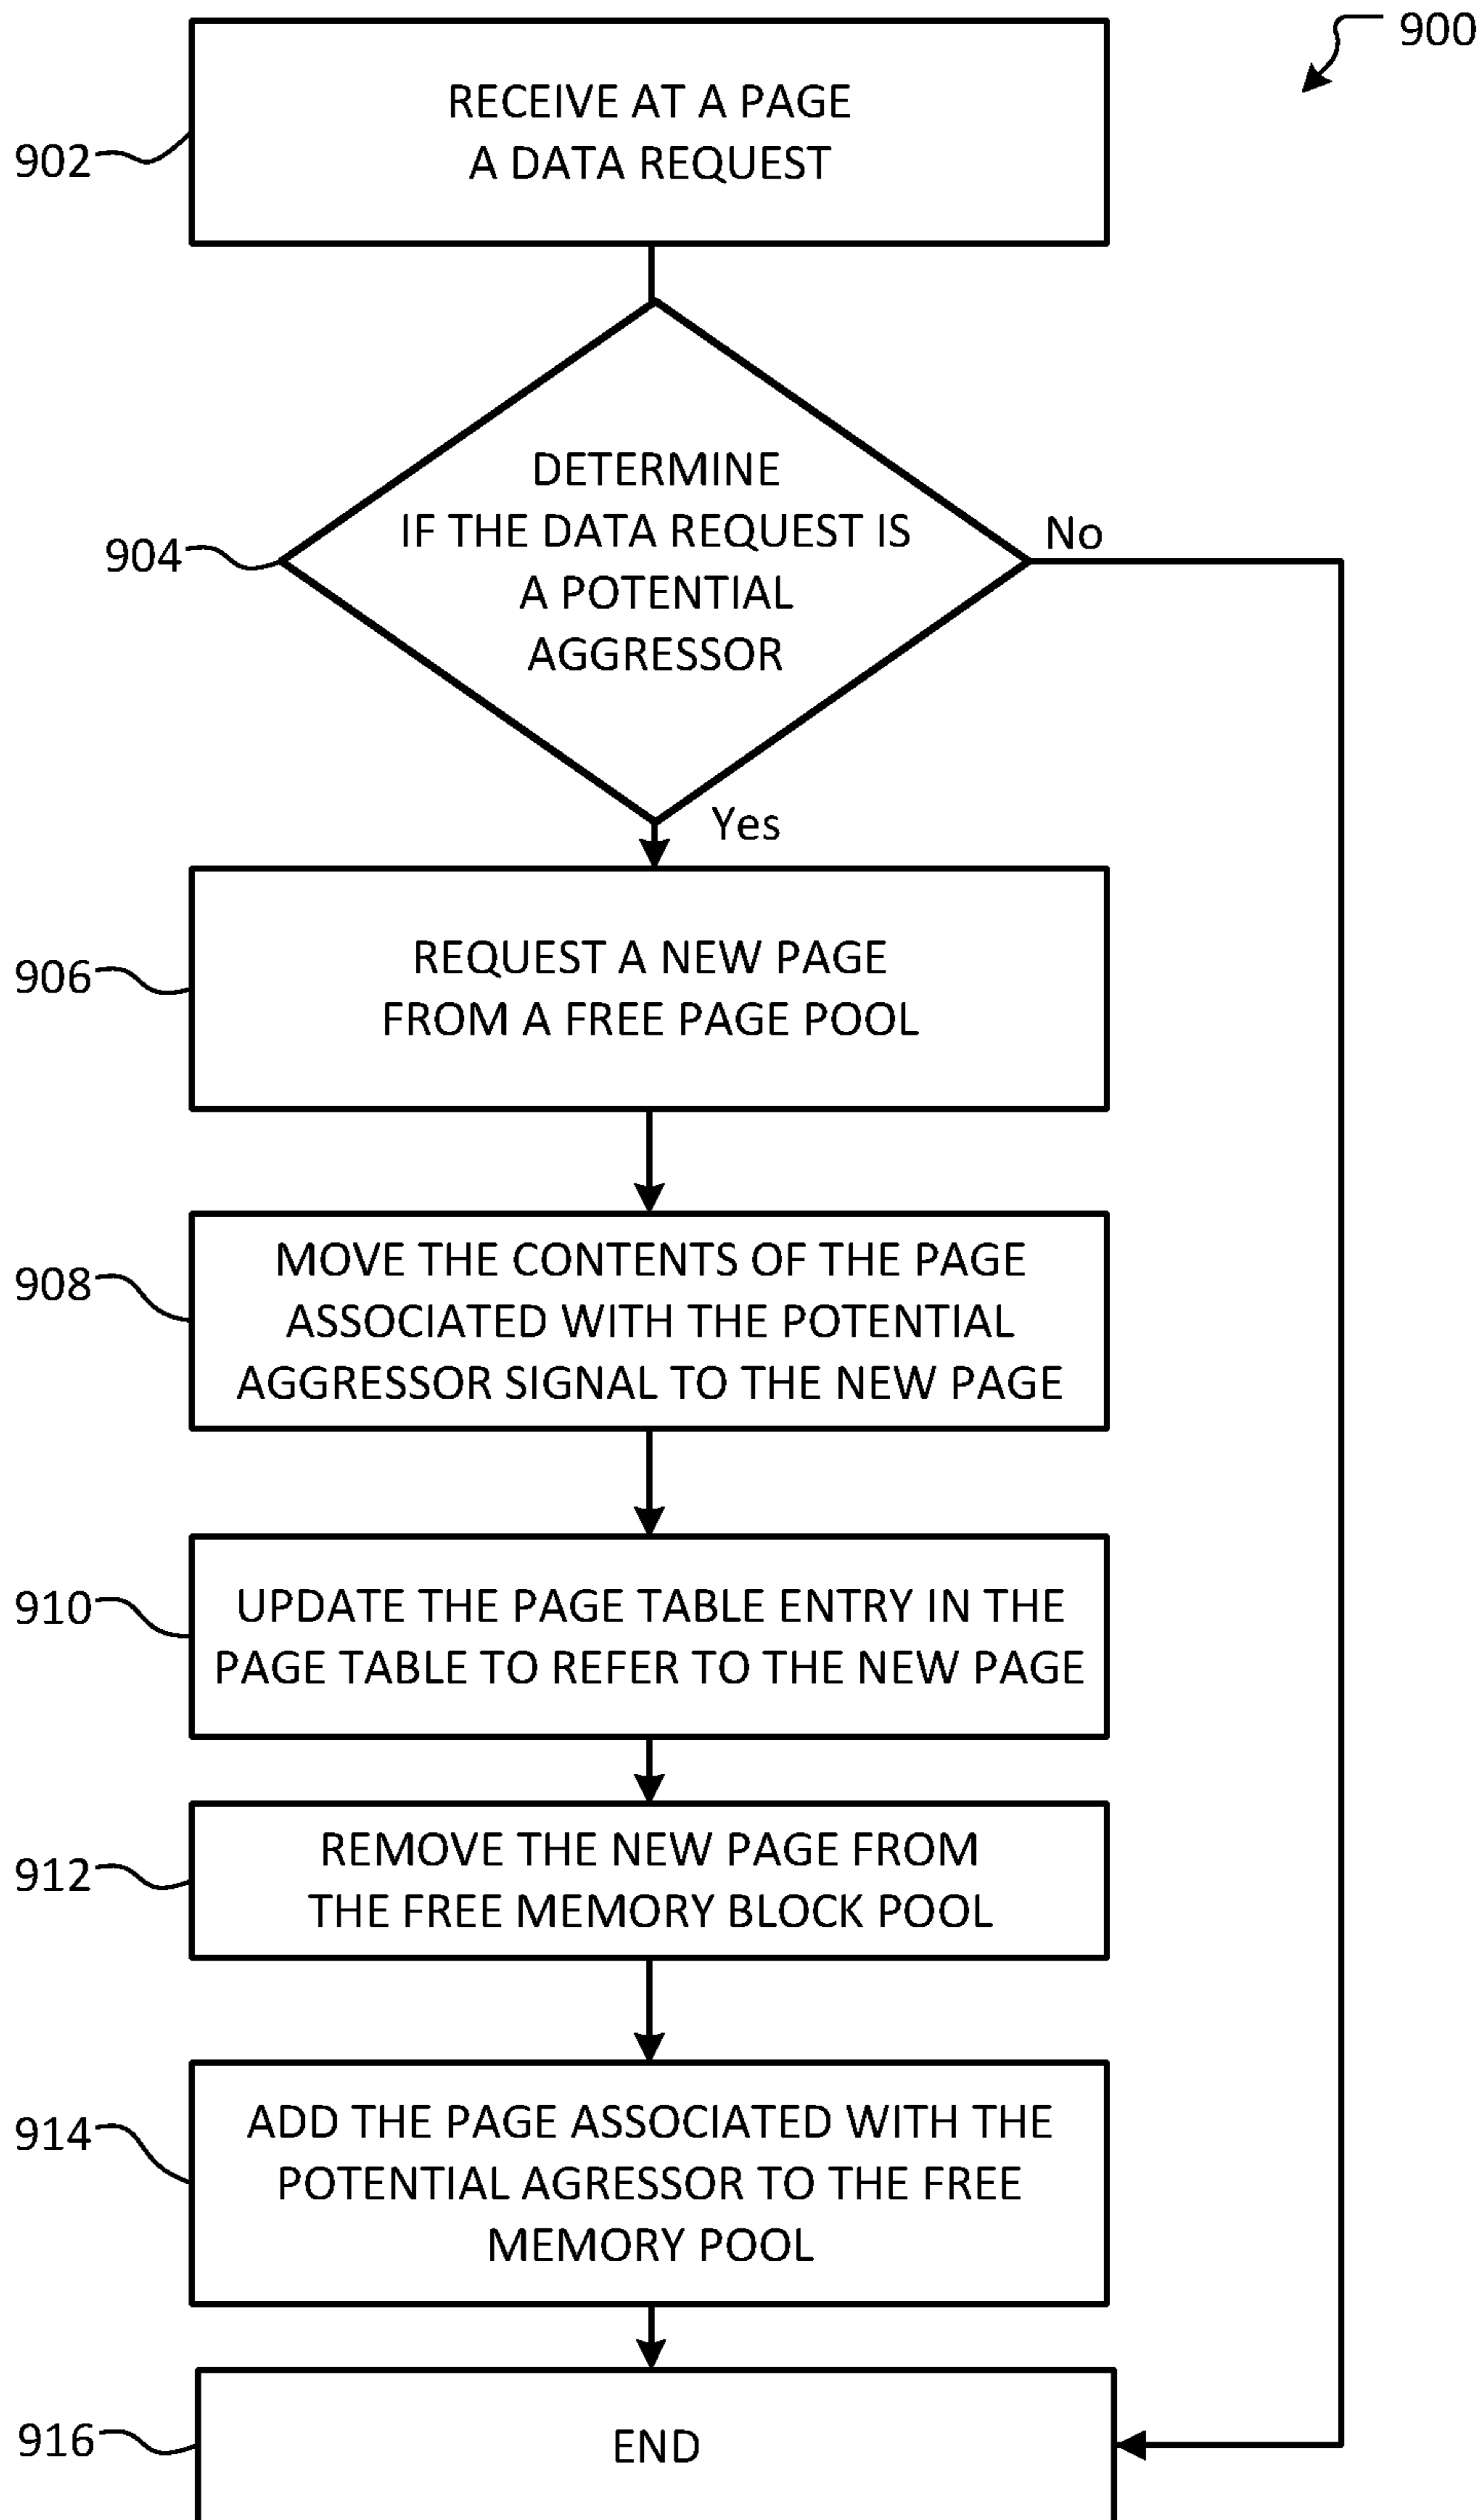 900
902
RECEIVE AT A PAGE
A DATA REQUEST
904
DETERMINE
IF THE DATA REQUEST IS
A POTENTIAL
AGGRESSOR
No
Yes
906
REQUEST A NEW PAGE
FROM A FREE PAGE POOL
908
MOVE THE CONTENTS OF THE PAGE
ASSOCIATED WITH THE POTENTIAL
AGGRESSOR SIGNAL TO THE NEW PAGE
910
UPDATE THE PAGE TABLE ENTRY IN THE
PAGE TABLE TO REFER TO THE NEW PAGE
912
REMOVE THE NEW PAGE FROM
THE FREE MEMORY BLOCK POOL
914
ADD THE PAGE ASSOCIATED WITH THE
POTENTIAL AGRESSOR TO THE FREE
MEMORY POOL
916
END